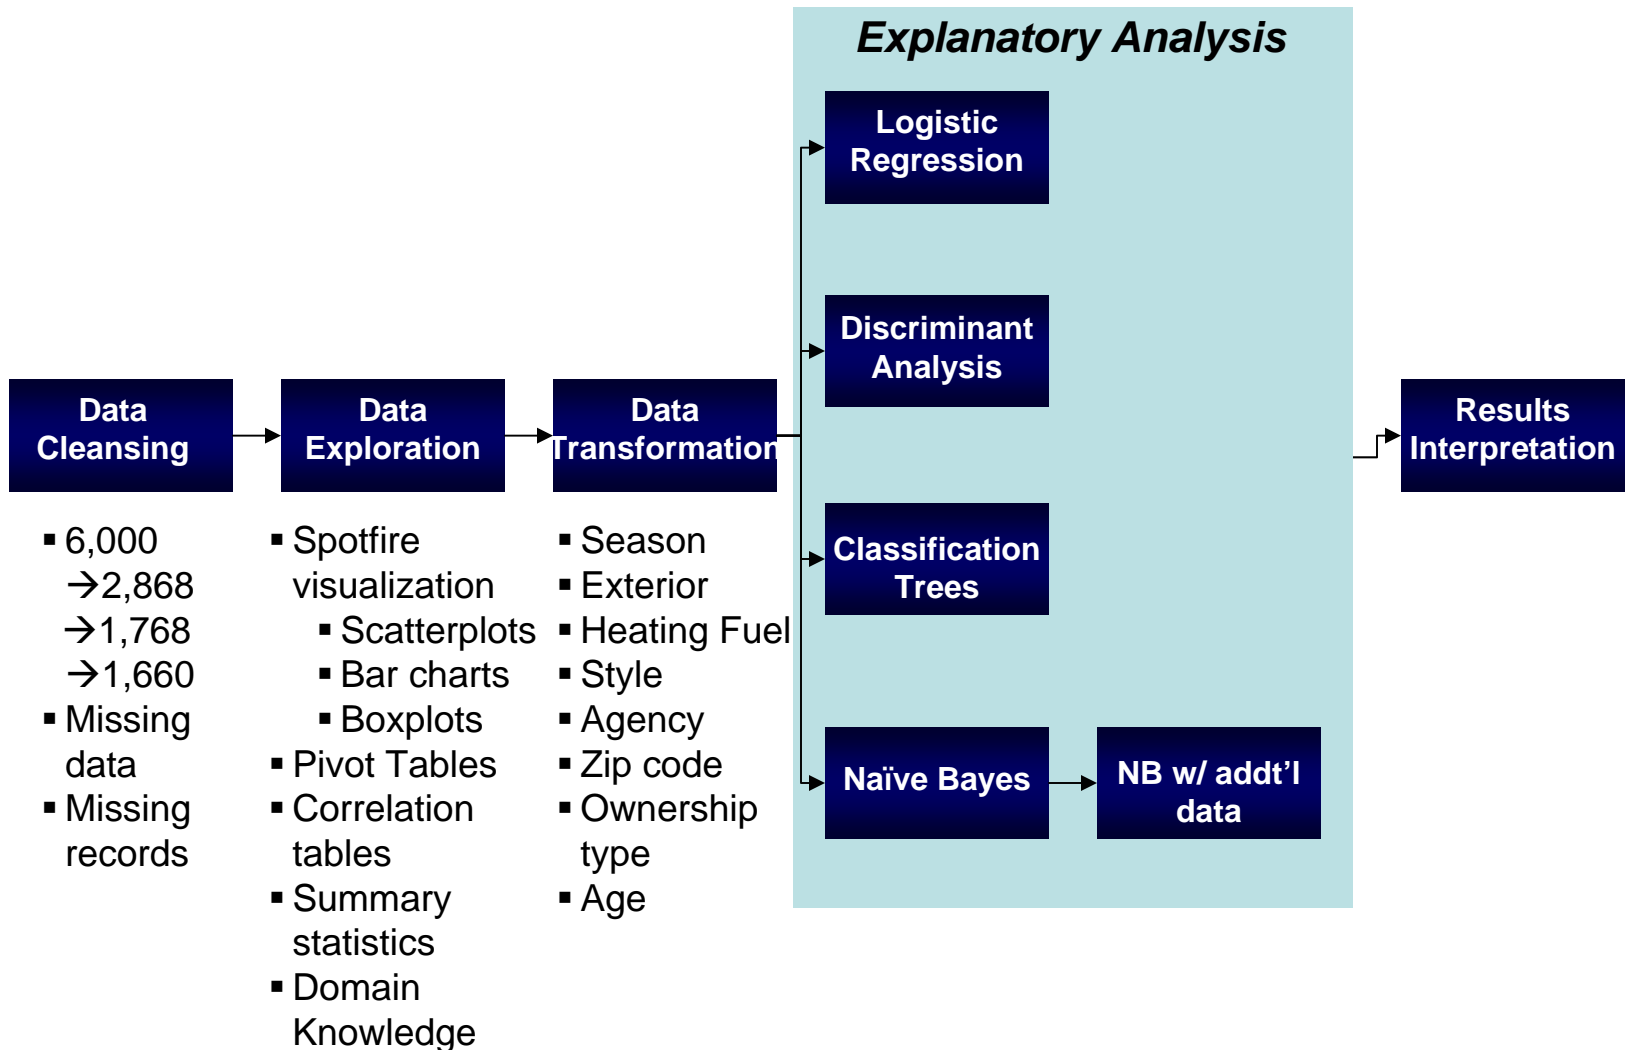 Explanatory Analysis
Logistic
Regression
Discriminant
Analysis
Classification
Trees
Naïve Bayes
NB w/ addt’l
data
Data
Cleansing
▪ 6,000
→2,868
→1,768
→1,660
▪ Missing
data
▪ Missing
records
Data
Exploration
▪ Spotfire
visualization
▪ Scatterplots
▪ Bar charts
▪ Boxplots
▪ Pivot Tables
▪ Correlation
tables
▪ Summary
statistics
▪ Domain
Knowledge
Data
Transformation
▪ Season
▪ Exterior
▪ Heating Fuel
▪ Style
▪ Agency
▪ Zip code
▪ Ownership
type
▪ Age
Results
Interpretation